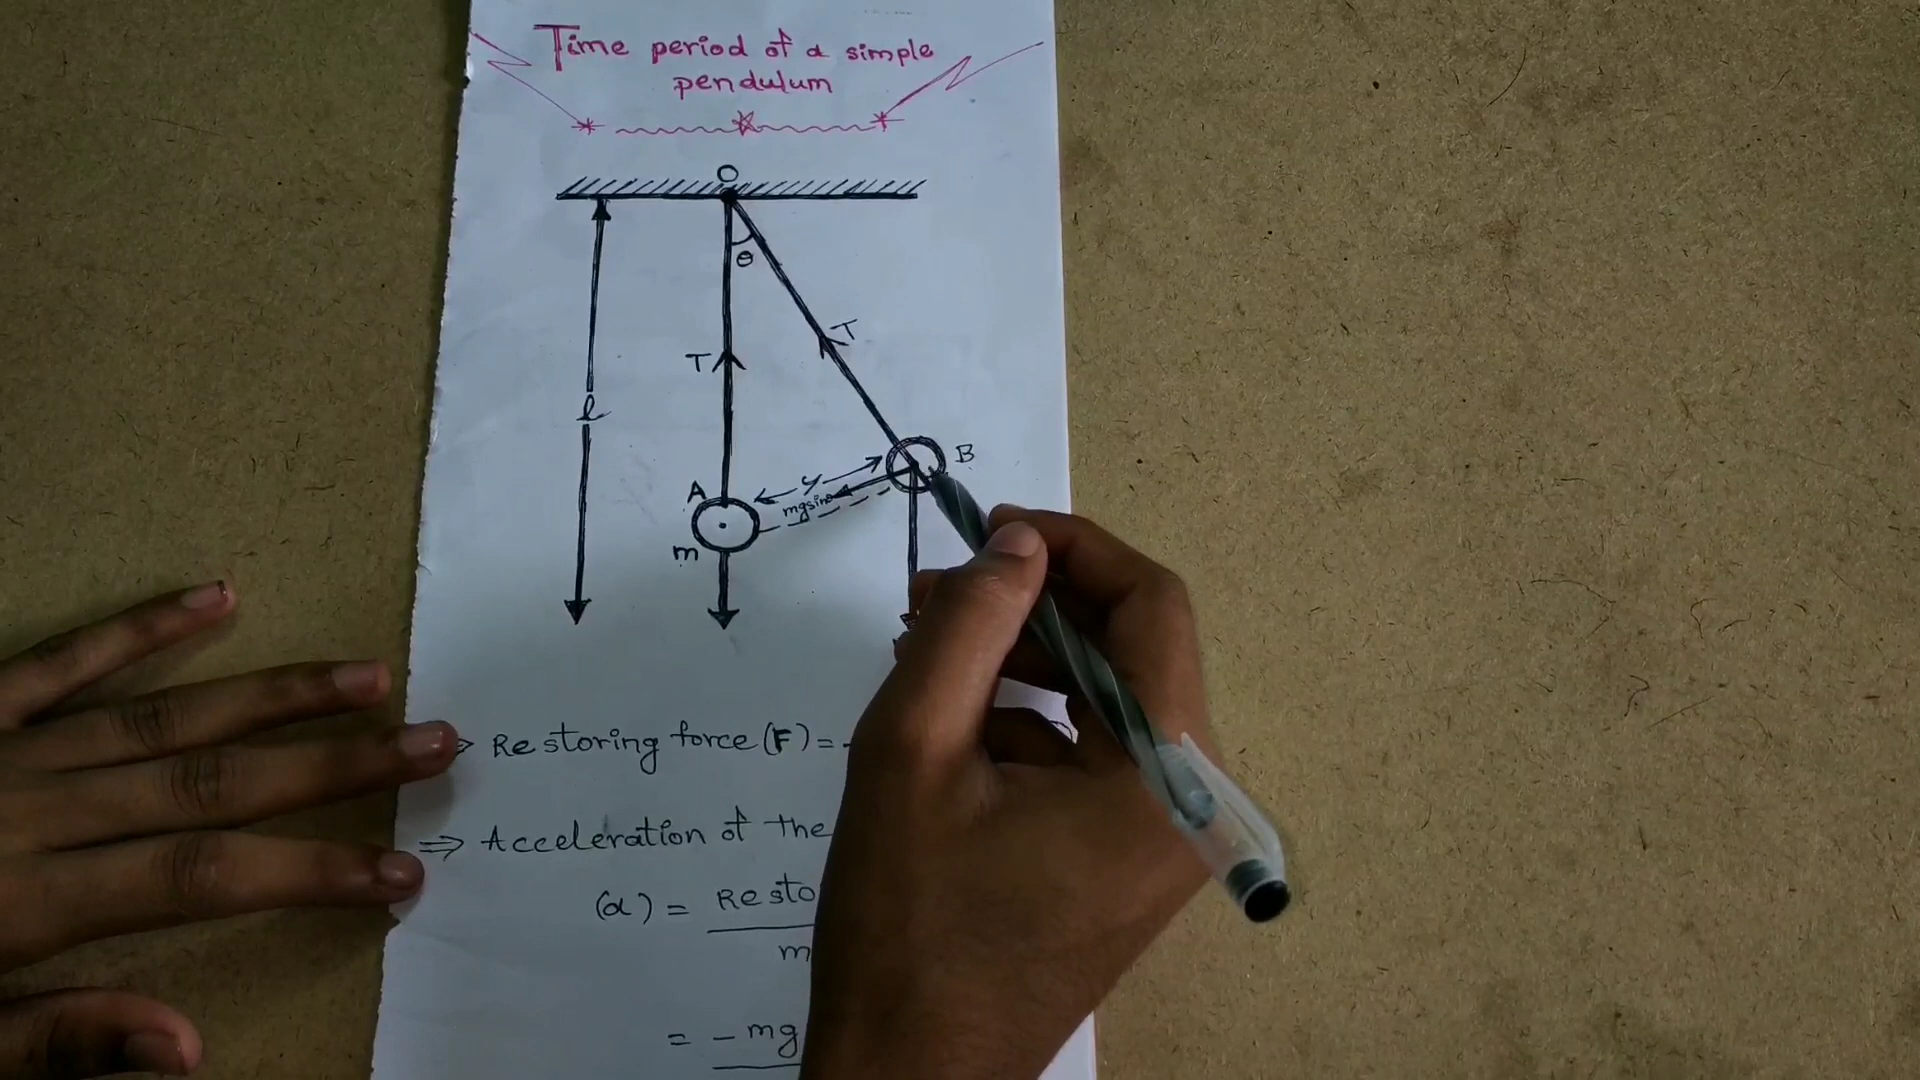 Time period of a simple
pendulum
O
θ
T
T
l
B
A
y
mgsinθ
m
⇒ Restoring force (F) = -
⇒ Acceleration of the
(a) = Resto
m
= - mg